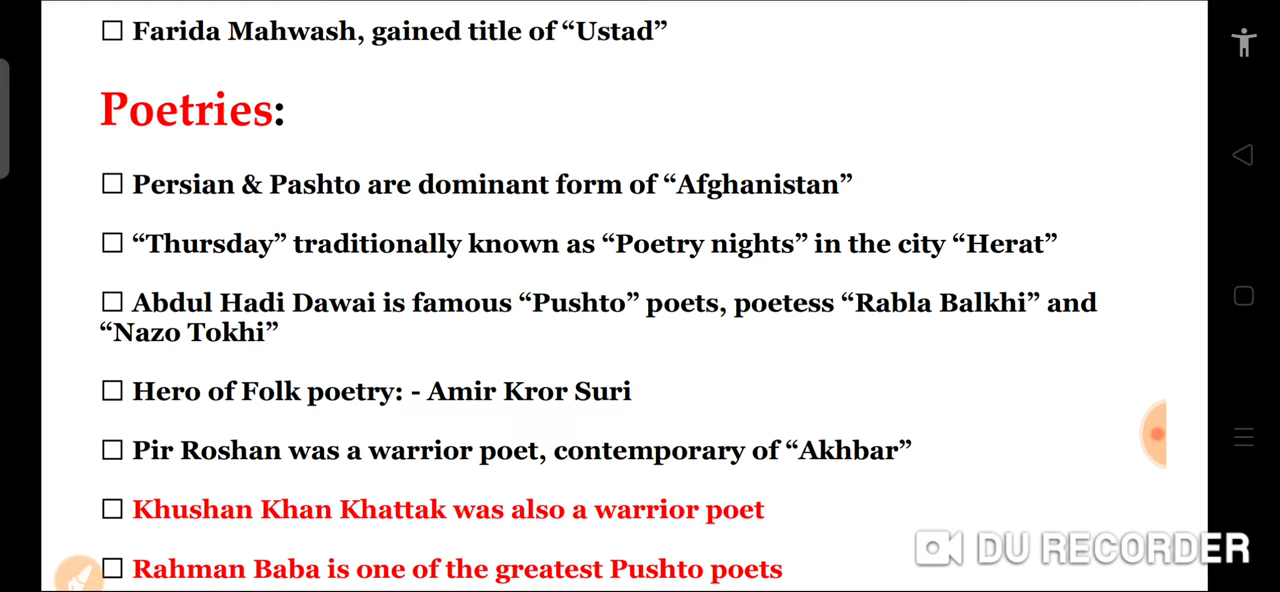 ☐ Farida Mahwash, gained title of “Ustad”
Poetries:
☐ Persian & Pashto are dominant form of “Afghanistan”
☐ “Thursday” traditionally known as “Poetry nights” in the city “Herat”
☐ Abdul Hadi Dawai is famous “Pushto” poets, poetess “Rabla Balkhi” and
“Nazo Tokhi”
☐ Hero of Folk poetry: - Amir Kror Suri
☐ Pir Roshan was a warrior poet, contemporary of “Akhbar”
☐ Khushan Khan Khattak was also a warrior poet
☐ Rahman Baba is one of the greatest Pushto poets
DU RECORDER